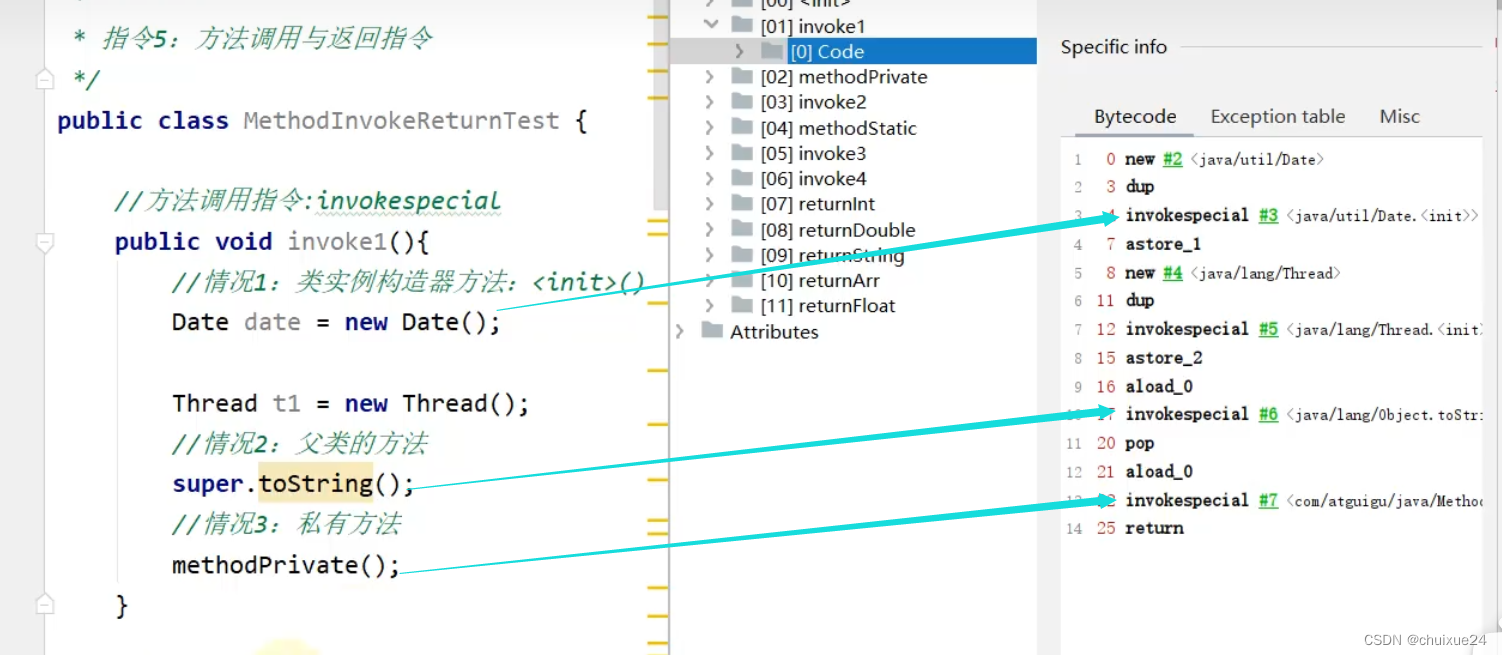 * 指令5：方法调用与返回指令
*/
public class MethodInvokeReturnTest {
//方法调用指令:invokespecial
public void invoke1(){
//情况1：类实例构造器方法：<init>()
Date date = new Date();
Thread t1 = new Thread();
//情况2：父类的方法
super.toString();
//情况3：私有方法
methodPrivate();
}
[00] <init>
[01] invoke1
[0] Code
[02] methodPrivate
[03] invoke2
[04] methodStatic
[05] invoke3
[06] invoke4
[07] returnInt
[08] returnDouble
[09] returnString
[10] returnArr
[11] returnFloat
Attributes
Specific info
Bytecode Exception table Misc
1 0 new #2 <java/util/Date>
2 3 dup
3 4 invokespecial #3 <java/util/Date.<init>>
4 7 astore_1
5 8 new #4 <java/lang/Thread>
6 11 dup
7 12 invokespecial #5 <java/lang/Thread.<init>
8 15 astore_2
9 16 aload_0
10 17 invokespecial #6 <java/lang/Object.toStri
11 20 pop
12 21 aload_0
13 22 invokespecial #7 <com/atguigu/java/Metho
14 25 return
CSDN @chuixue24